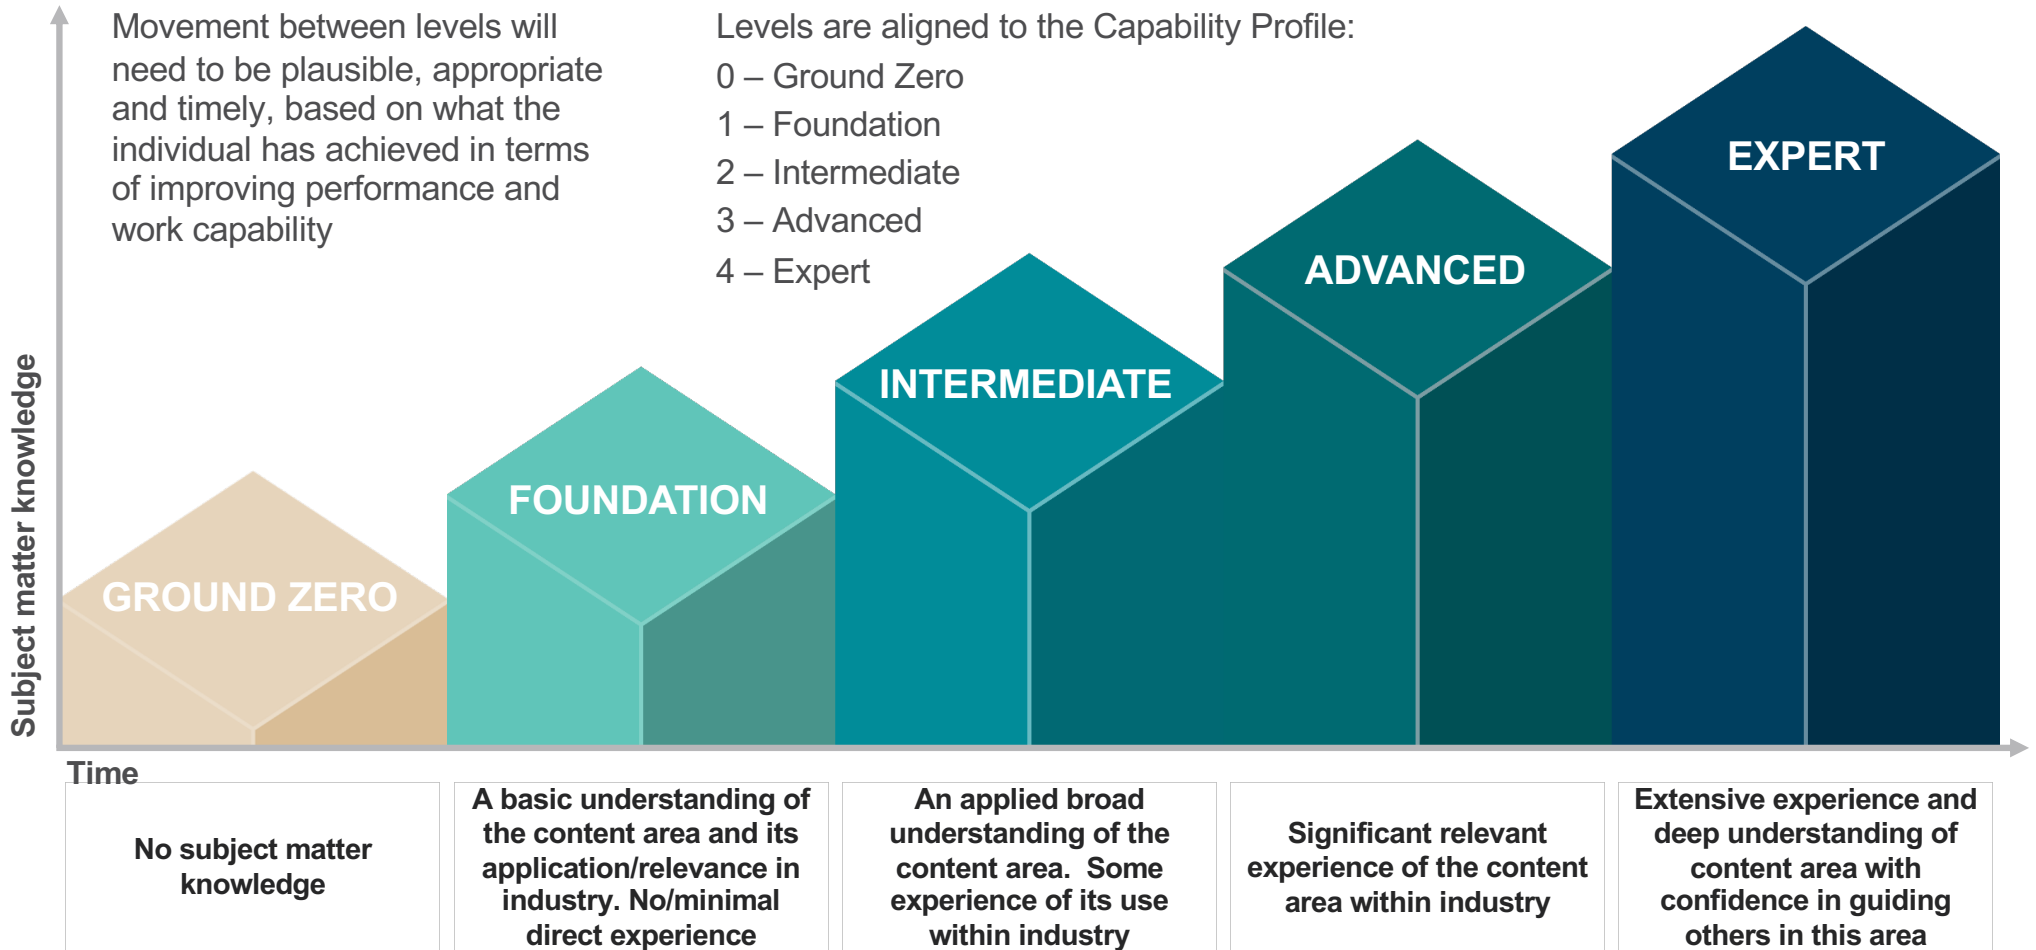 Movement between levels will
need to be plausible, appropriate
and timely, based on what the
individual has achieved in terms
of improving performance and
work capability
Levels are aligned to the Capability Profile:
0 – Ground Zero
1 – Foundation
2 – Intermediate
3 – Advanced
4 – Expert
Subject matter knowledge
GROUND ZERO
FOUNDATION
INTERMEDIATE
ADVANCED
EXPERT
Time
No subject matter
knowledge
A basic understanding of
the content area and its
application/relevance in
industry. No/minimal
direct experience
An applied broad
understanding of the
content area.  Some
experience of its use
within industry
Significant relevant
experience of the content
area within industry
Extensive experience and
deep understanding of
content area with
confidence in guiding
others in this area